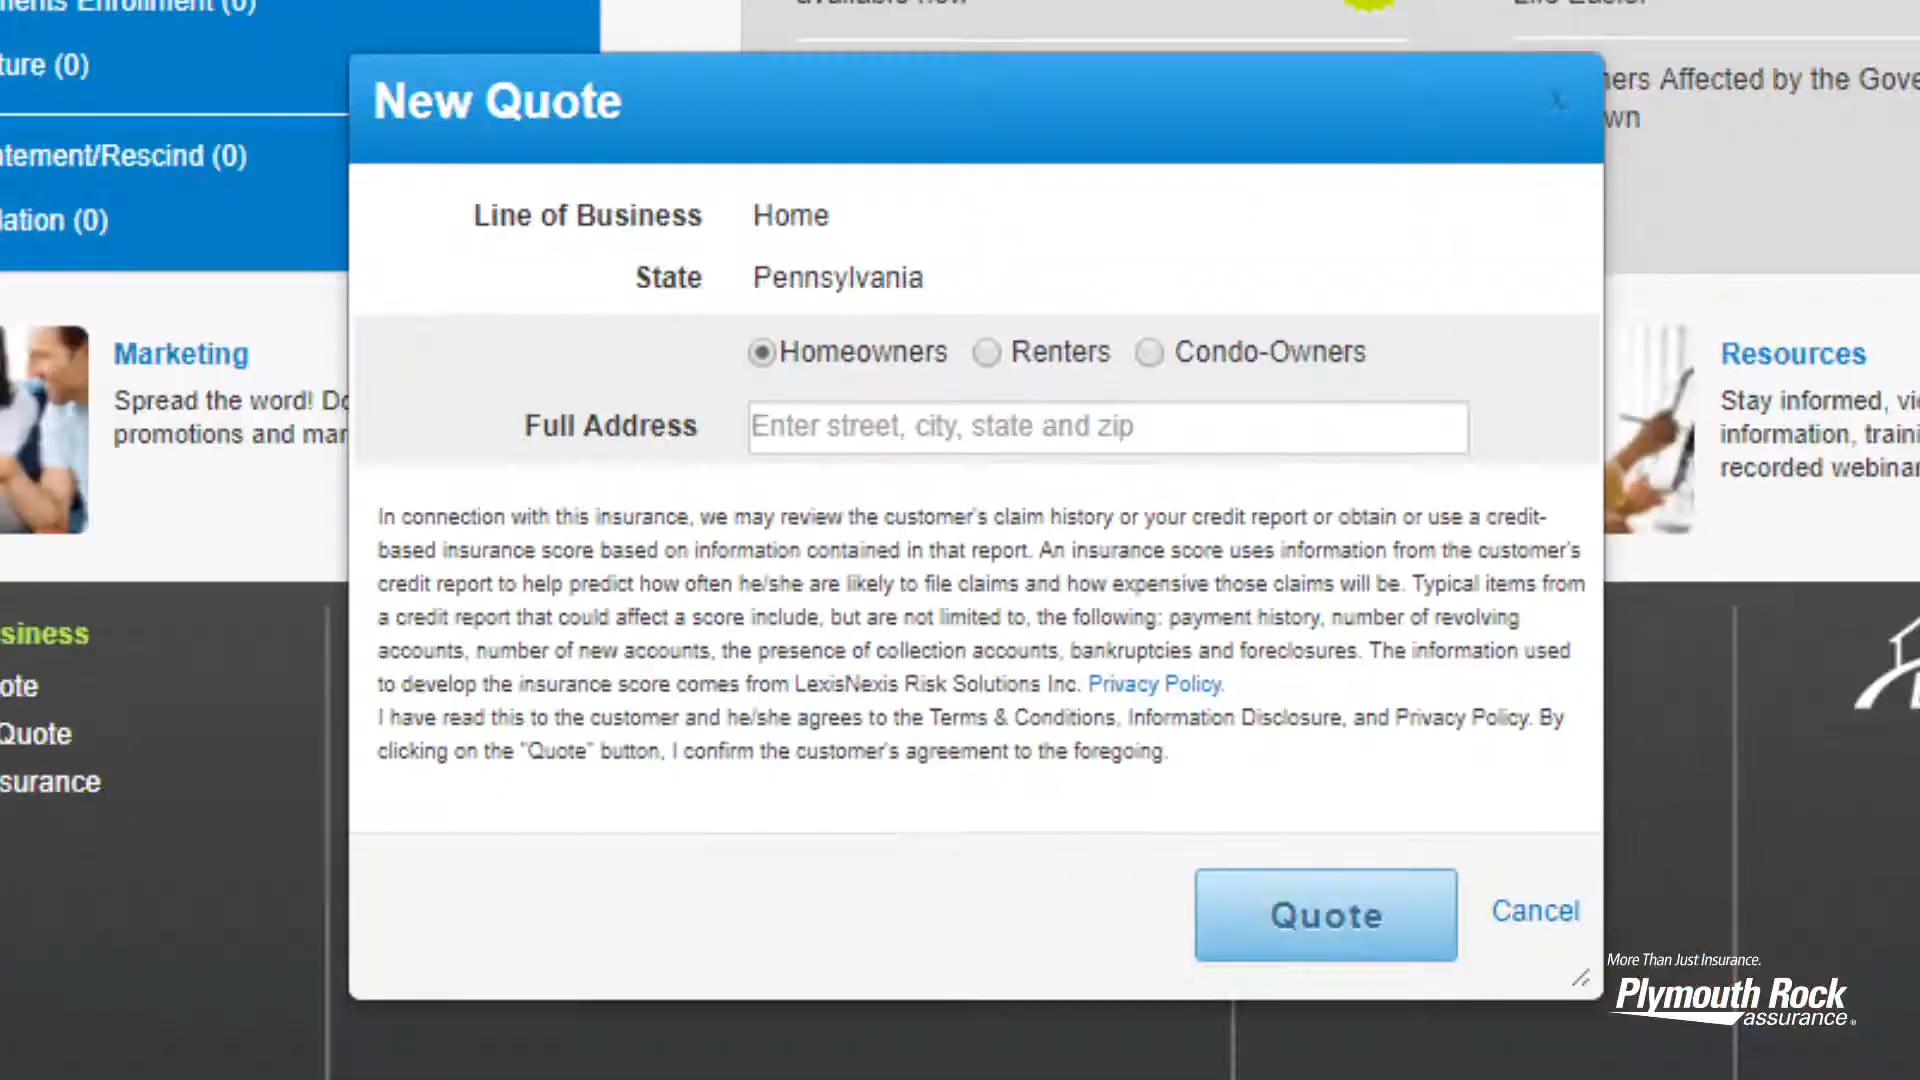 ture (0)
tement/Rescind (0)
lation (0)
Affected by the
New Quote
x
Line of Business Home
State Pennsylvania
Homeowners Renters Condo-Owners
Full Address Enter street, city, state and zip
Marketing
Spread the word!
promotions and
Resources
Stay informed,
information,
recorded
In connection with this insurance, we may review the customer's claim history or your credit report or obtain or use a credit-
based insurance score based on information contained in that report. An insurance score uses information from the customer's
credit report to help predict how often he/she are likely to file claims and how expensive those claims will be. Typical items from
a credit report that could affect a score include, but are not limited to, the following: payment history, number of revolving
accounts, number of new accounts, the presence of collection accounts, bankruptcies and foreclosures. The information used
to develop the insurance score comes from LexisNexis Risk Solutions Inc. Privacy Policy.
I have read this to the customer and he/she agrees to the Terms & Conditions, Information Disclosure, and Privacy Policy. By
clicking on the "Quote" button, I confirm the customer's agreement to the foregoing.
siness
ote
Quote
surance
Quote Cancel
More Than Just Insurance.
Plymouth Rock
assurance®